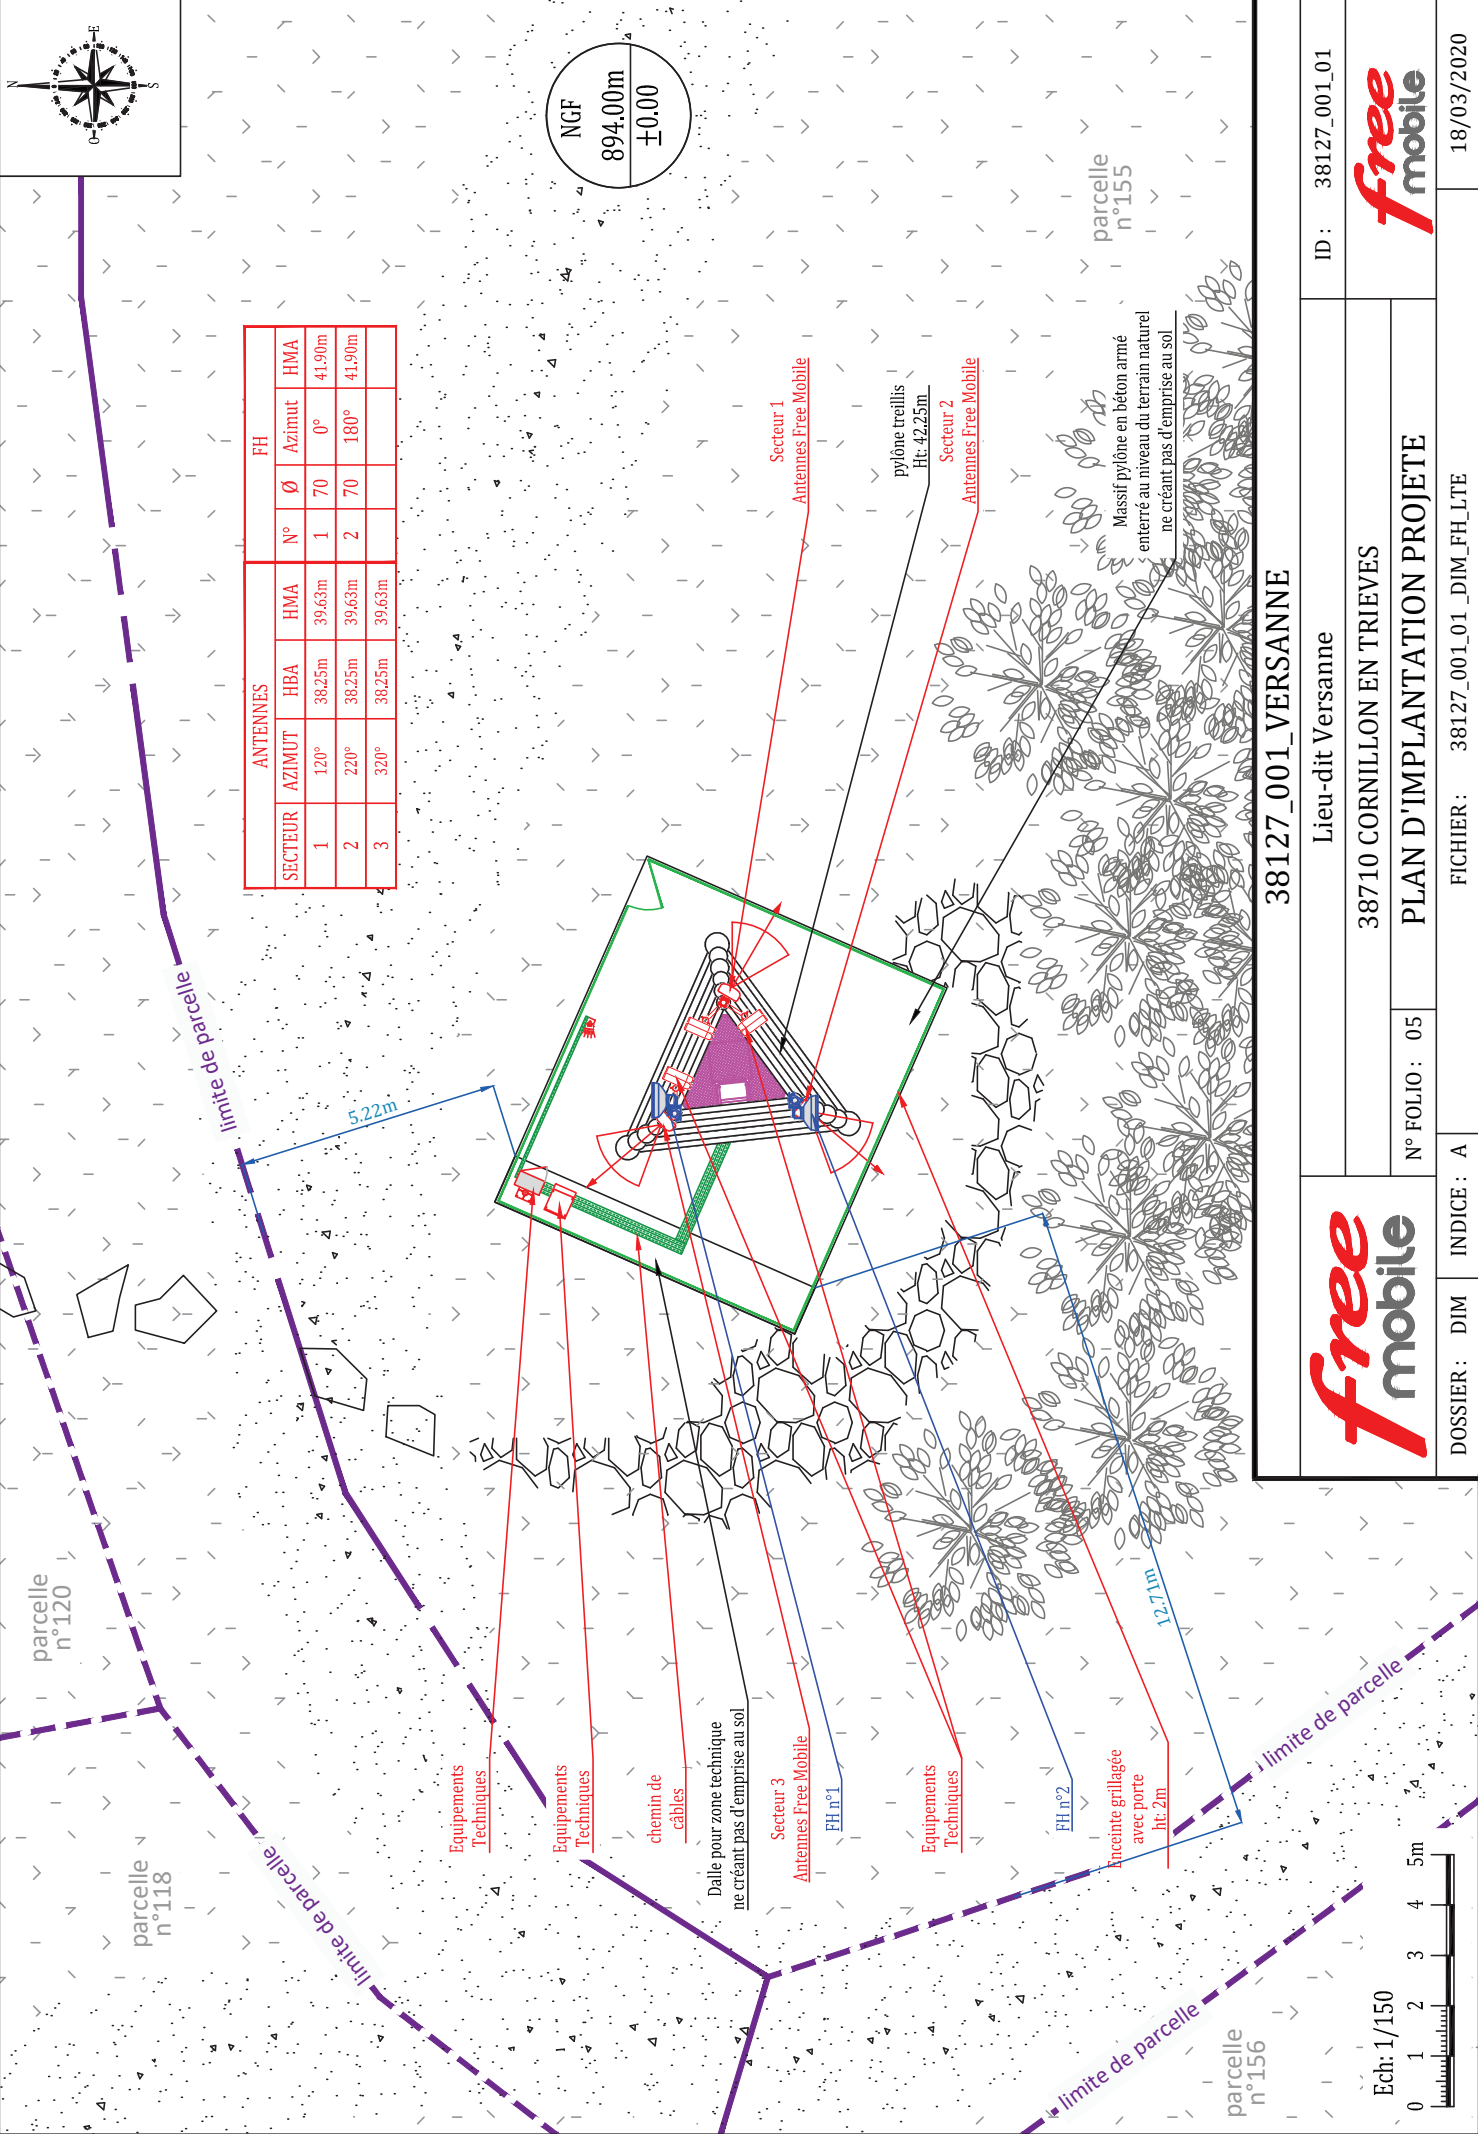 N
E
S
O
NGF
894.00m
±0.00
ANTENNES
FH
SECTEUR AZIMUT HBA HMA N° Ø Azimut HMA
1 120° 38.25m 39.63m 1 70 0° 41.90m
2 220° 38.25m 39.63m 2 70 180° 41.90m
3 320° 38.25m 39.63m
parcelle
n°120
parcelle
n°118
parcelle
n°155
parcelle
n°156
limite de parcelle
limite de parcelle
limite de parcelle
limite de parcelle
5.22m
12.71m
Secteur 1
Antennes Free Mobile
pylône treillis
Ht: 42.25m
Secteur 2
Antennes Free Mobile
Massif pylône en béton armé
enterré au niveau du terrain naturel
ne créant pas d'emprise au sol
Equipements
Techniques
Equipements
Techniques
chemin de
câbles
Dalle pour zone technique
ne créant pas d'emprise au sol
Secteur 3
Antennes Free Mobile
FH n°1
Equipements
Techniques
FH n°2
Enceinte grillagée
avec porte
ht: 2m
Ech: 1/150
0 1 2 3 4 5m
38127_001_VERSANNE
free
mobile
Lieu-dit Versanne
ID : 38127_001_01
38710 CORNILLON EN TRIEVES
free
mobile
N° FOLIO : 05
PLAN D'IMPLANTATION PROJETE
DOSSIER : DIM
INDICE : A
FICHIER : 38127_001_01 _DIM_FH_LTE
18/03/2020